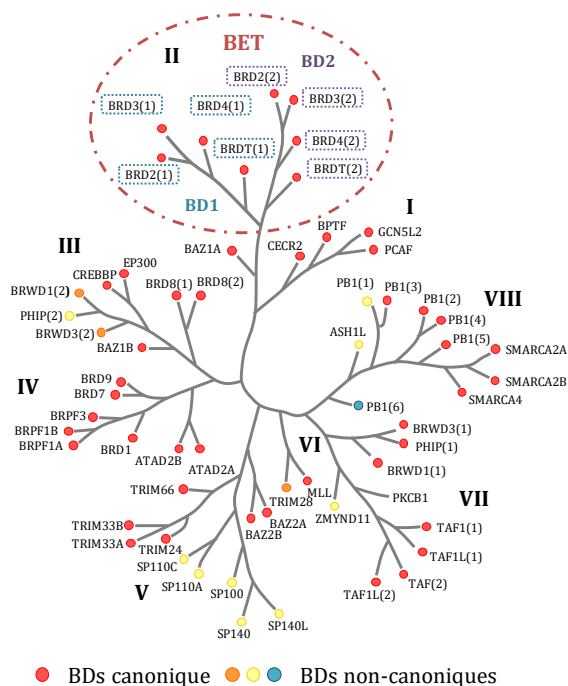 II
BET
BD2
BRD2(2)
BRD3(2)
BRD3(1)
BRD4(1)
BRDT(1)
BRD4(2)
BRD2(1)
BRDT(2)
BD1
I
BPTF
GCN5L2
PCAF
CECR2
BAZ1A
III
EP300
CREBBP
BRD8(1)
BRD8(2)
BRWD1(2)
PHIP(2)
BRWD3(2)
BAZ1B
PB1(1)
PB1(3)
PB1(2)
VIII
PB1(4)
ASH1L
PB1(5)
SMARCA2A
SMARCA2B
SMARCA4
PB1(6)
IV
BRD9
BRD7
BRPF3
BRPF1B
BRPF1A
BRD1
ATAD2B
ATAD2A
BRWD3(1)
PHIP(1)
BRWD1(1)
VI
MLL
TRIM28
BAZ2A
BAZ2B
TRIM66
TRIM33B
TRIM33A
TRIM24
PKCB1
VII
ZMYND11
TAF1(1)
TAF1L(1)
TAF(2)
TAF1L(2)
V
SP110C
SP110A
SP100
SP140
SP140L
BDs canonique
BDs non-canoniques